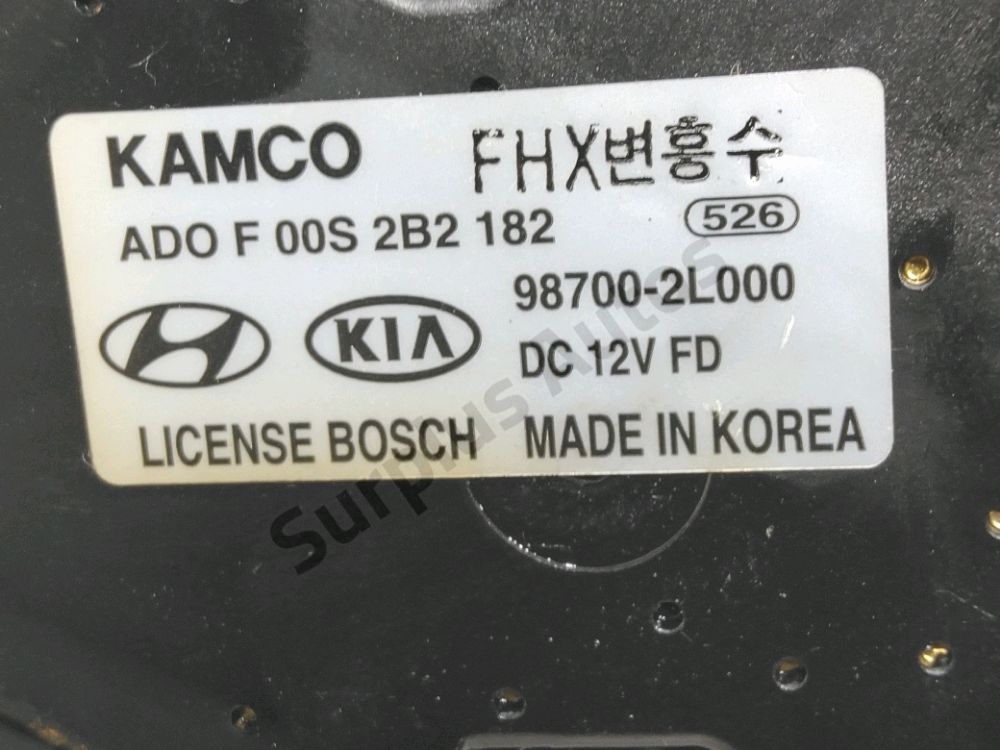 KAMCO FHX변흥수
ADO F 00S 2B2 182 526
98700-2L000
KIA DC 12V FD
LICENSE BOSCH MADE IN KOREA
Surplus Autos